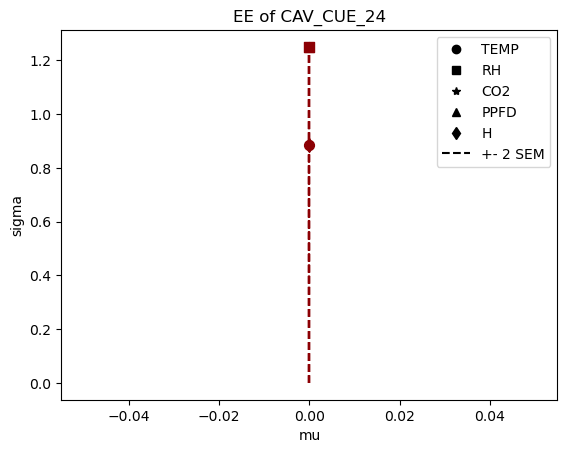 EE of CAV_CUE_24
TEMP
RH
CO2
PPFD
H
+- 2 SEM
sigma
1.2
1.0
0.8
0.6
0.4
0.2
0.0
−0.04
−0.02
0.00
0.02
0.04
mu